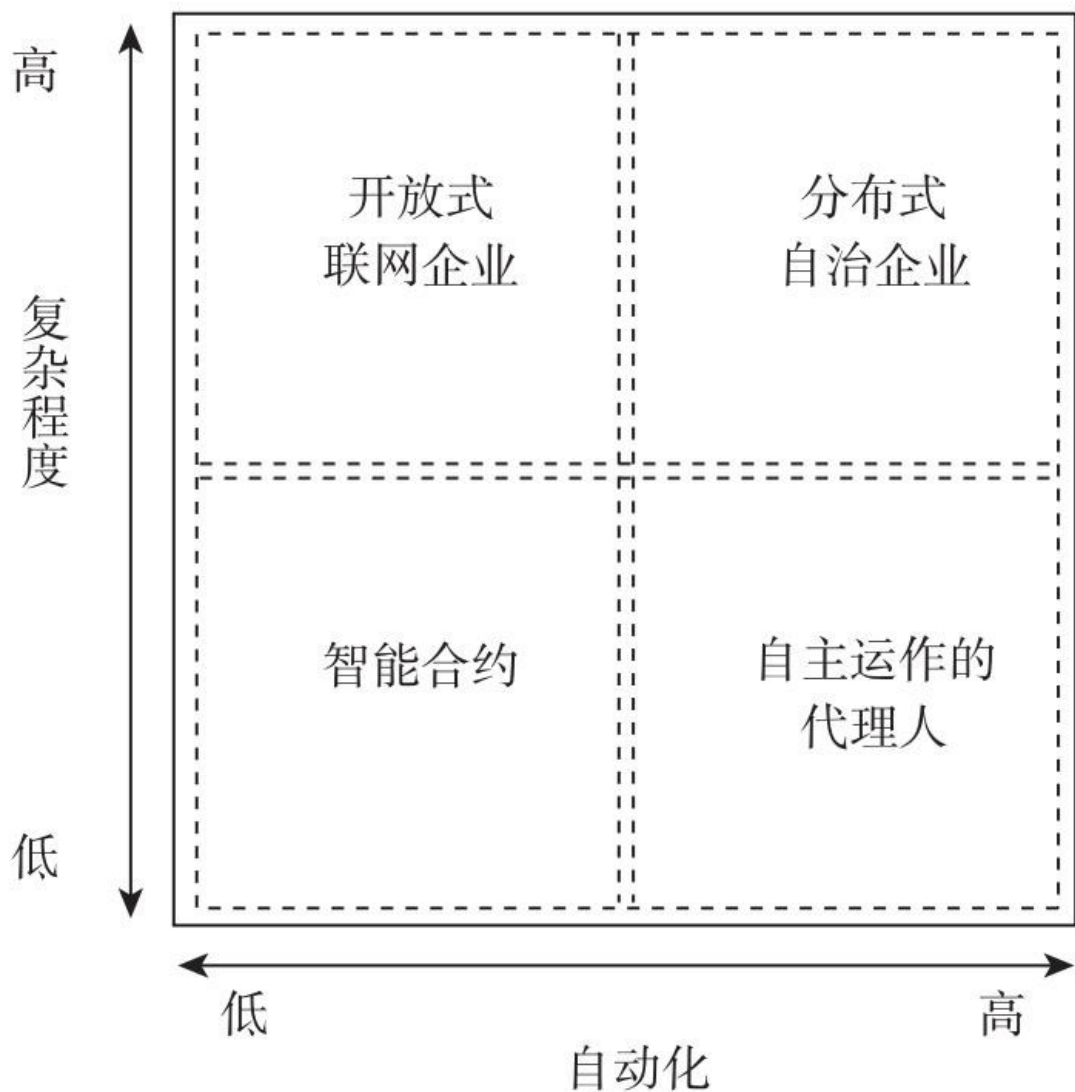 高
复杂程度
低
开放式
联网企业
分布式
自治企业
智能合约
自主运作的
代理人
低
高
自动化